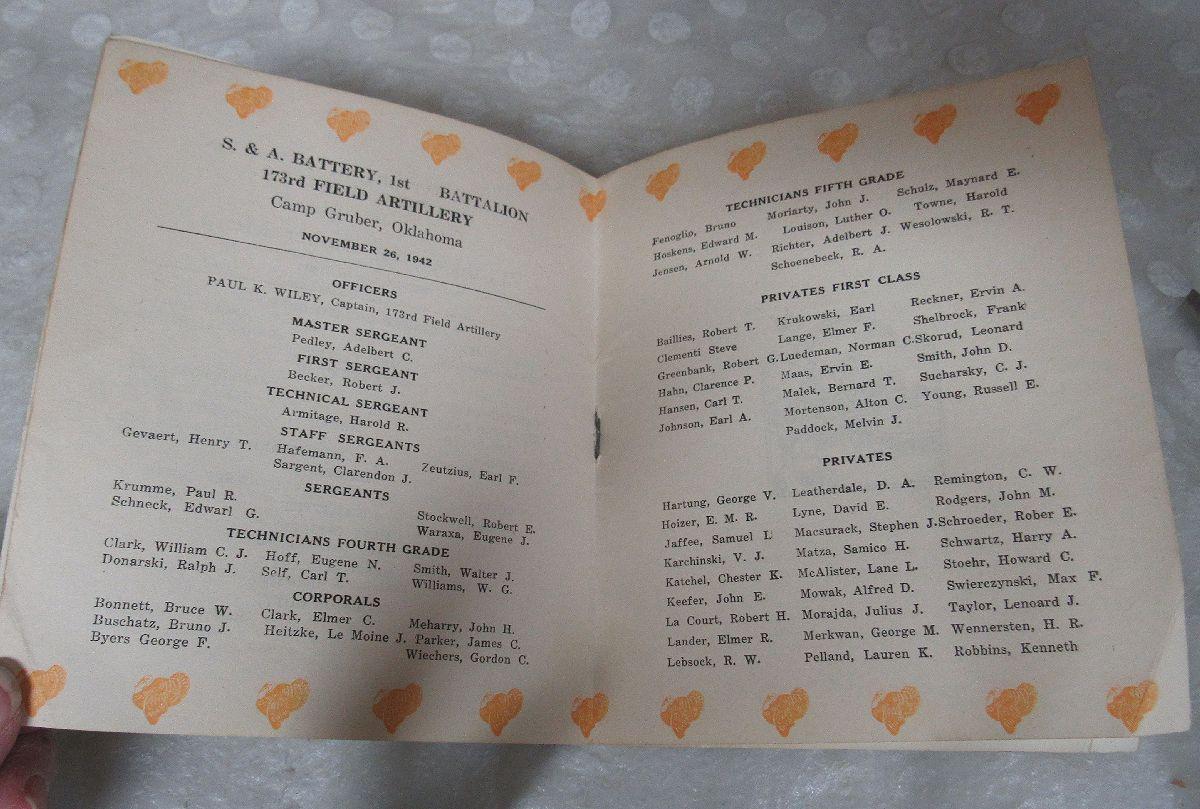 S. & A. BATTERY, 1st BATTALION
173rd FIELD ARTILLERY
Camp Gruber, Oklahoma
NOVEMBER 26, 1942
OFFICERS
PAUL K. WILEY, Captain, 173rd Field Artillery
MASTER SERGEANT
Pedley, Adelbert C.
FIRST SERGEANT
Becker, Robert J.
TECHNICAL SERGEANT
Armitage, Harold R.
STAFF SERGEANTS
Gevaert, Henry T. Hafemann, F. A. Zeutzius, Earl F.
Sargent, Clarendon J.
SERGEANTS
Krumme, Paul R. Stockwell, Robert E.
Schneck, Edwarl G. Waraxa, Eugene J.
TECHNICIANS FOURTH GRADE
Clark, William C. J. Hoff, Eugene N. Smith, Walter J.
Donarski, Ralph J. Self, Carl T. Williams, W. G.
CORPORALS
Bonnett, Bruce W. Clark, Elmer C. Meharry, John H.
Buschatz, Bruno J. Heitzke, Le Moine J. Parker, James C.
Byers George F. Wiechers, Gordon C.
TECHNICIANS FIFTH GRADE
Fenoglio, Bruno Moriarty, John J. Schulz, Maynard E.
Hoskens, Edward M. Louison, Luther O. Towne, Harold
Jensen, Arnold W. Richter, Adelbert J. Wesolowski, R. T.
Schoenebeck, R. A.
PRIVATES FIRST CLASS
Baillies, Robert T. Krukowski, Earl Reckner, Ervin A.
Clementi Steve Lange, Elmer F. Shelbrock, Frank
Greenbank, Robert G. Luedeman, Norman C. Skorud, Leonard
Hahn, Clarence P. Maas, Ervin E. Smith, John D.
Hansen, Carl T. Malek, Bernard T. Sucharsky, C. J.
Johnson, Earl A. Mortenson, Alton C. Young, Russell E.
Paddock, Melvin J.
PRIVATES
Hartung, George V. Leatherdale, D. A. Remington, C. W.
Hoizer, E. M. R. Lyne, David E. Rodgers, John M.
Jaffee, Samuel I. Macsurack, Stephen J. Schroeder, Rober E.
Karchinski, V. J. Matza, Samico H. Schwartz, Harry A.
Katchel, Chester K. McAlister, Lane L. Stoehr, Howard C.
Keefer, John E. Mowak, Alfred D. Swierczynski, Max F.
La Court, Robert H. Morajda, Julius J. Taylor, Lenoard J.
Lander, Elmer R. Merkwan, George M. Wennersten, H. R.
Lebsock, R. W. Pelland, Lauren K. Robbins, Kenneth